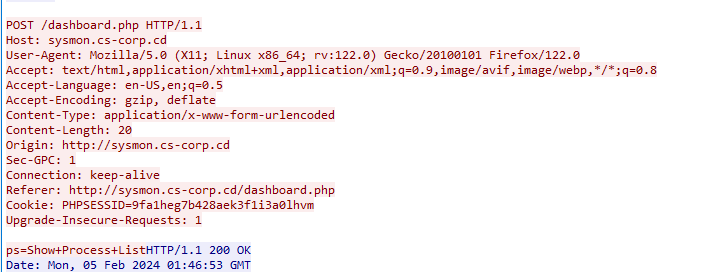 POST /dashboard.php HTTP/1.1
Host: sysmon.cs-corp.cd
User-Agent: Mozilla/5.0 (X11; Linux x86_64; rv:122.0) Gecko/20100101 Firefox/122.0
Accept: text/html,application/xhtml+xml,application/xml;q=0.9,image/avif,image/webp,*/*;q=0.8
Accept-Language: en-US,en;q=0.5
Accept-Encoding: gzip, deflate
Content-Type: application/x-www-form-urlencoded
Content-Length: 20
Origin: http://sysmon.cs-corp.cd
Sec-GPC: 1
Connection: keep-alive
Referer: http://sysmon.cs-corp.cd/dashboard.php
Cookie: PHPSESSID=9fa1heg7b428aek3f1i3a0lhvm
Upgrade-Insecure-Requests: 1
ps=Show+Process+ListHTTP/1.1 200 OK
Date: Mon, 05 Feb 2024 01:46:53 GMT